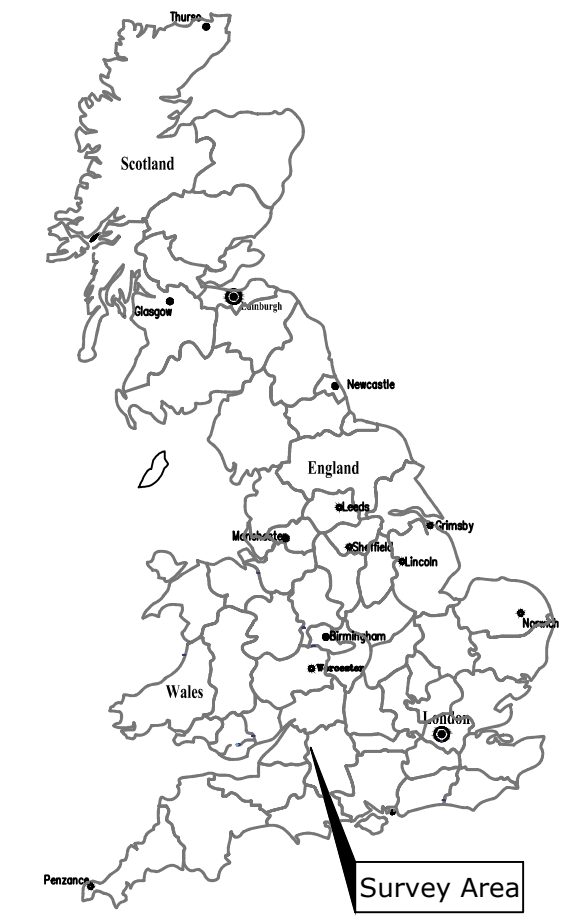 Thurso
Scotland
Edinburgh
Glasgow
Newcastle
England
Leeds
Grimsby
Manchester
Sheffield
Lincoln
Norwich
Birmingham
Worcester
Wales
London
Penzance
Survey Area